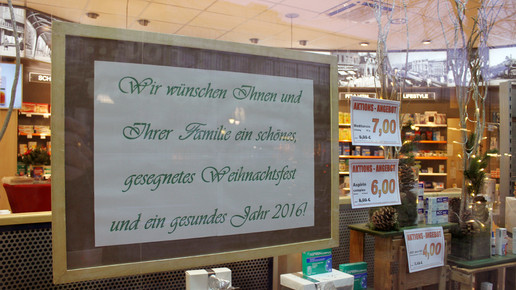 Wir wünschen Ihnen und
Ihrer Familie ein schönes,
gesegnetes Weihnachtsfest
und ein gesundes Jahr 2016!
AKTIONS - ANGEBOT
7,00
AKTIONS - ANGEBOT
6,00
AKTIONS - ANGEBOT
4,00
LIFESTYLE